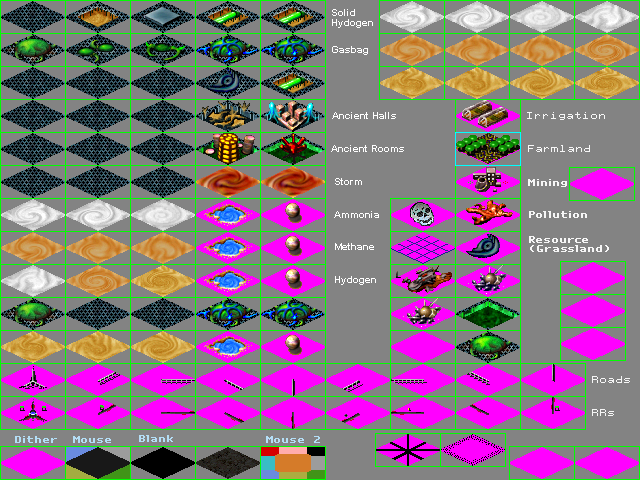 Solid
Hydrogen
Gasbag
Ancient Halls
Irrigation
Ancient Rooms
Farmland
Storm
Mining
Ammonia
Pollution
Methane
Resource
(Grassland)
Hydogen
Roads
RRs
Dither
Mouse
Blank
Mouse 2